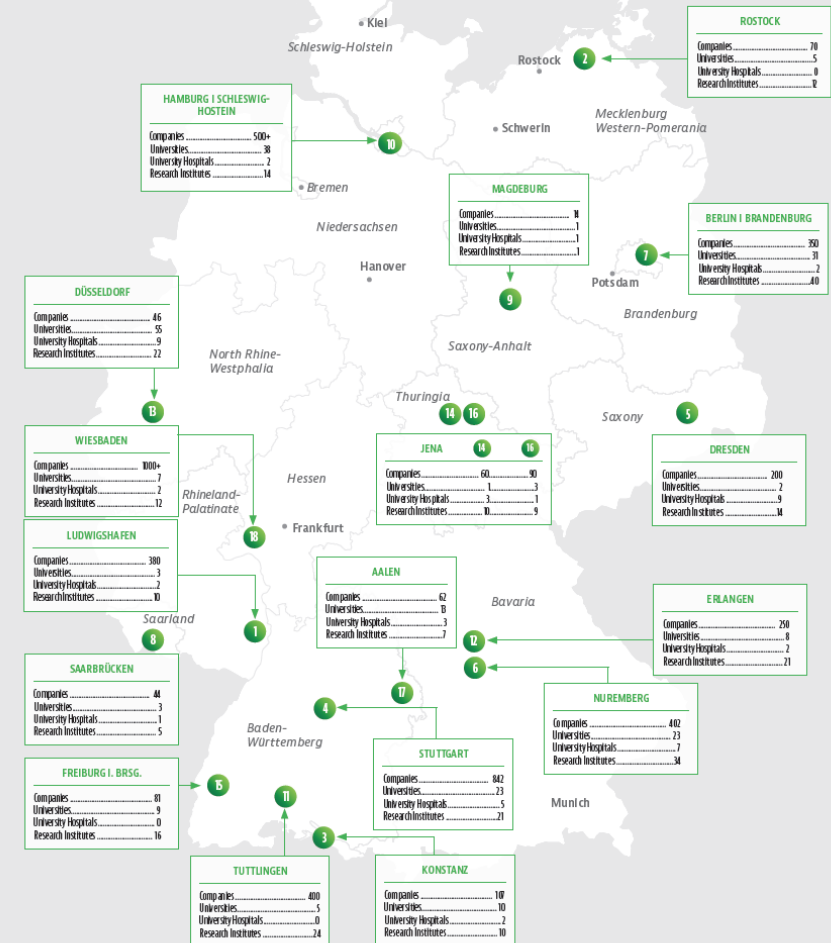 Kiel
Schleswig-Holstein
Rostock
2
ROSTOCK
Companies 70
Universities 5
University Hospitals 0
Research Institutes 12
HAMBURG I SCHLESWIG-
HOSTEIN
Companies 500+
Universities 38
University Hospitals 2
Research Institutes 14
10
Schwerin
Mecklenburg
Western-Pomerania
Bremen
Niedersachsen
Hanover
MAGDEBURG
Companies 14
Universities 1
University Hospitals 1
Research Institutes 1
9
BERLIN I BRANDENBURG
Companies 350
Universities 31
University Hospitals 2
Research Institutes 40
7
Potsdam
Brandenburg
DÜSSELDORF
Companies 46
Universities 55
University Hospitals 9
Research Institutes 22
13
North Rhine-
Westphalia
Saxony-Anhalt
Thuringia
14 16
Saxony
5
WIESBADEN
Companies 1000+
Universities 7
University Hospitals 2
Research Institutes 12
Hessen
Rhineland-
Palatinate
Frankfurt
18
JENA 14 16
Companies 60 90
Universities 1 3
University Hospitals 3 1
Research Institutes 10 9
DRESDEN
Companies 200
Universities 2
University Hospitals 9
Research Institutes 14
LUDWIGSHAFEN
Companies 380
Universities 3
University Hospitals 2
Research Institutes 10
Saarland
8
1
AALEN
Companies 62
Universities 13
University Hospitals 3
Research Institutes 7
17
Bavaria
12
6
ERLANGEN
Companies 250
Universities 8
University Hospitals 2
Research Institutes 21
SAARBRÜCKEN
Companies 44
Universities 3
University Hospitals 1
Research Institutes 5
NUREMBERG
Companies 402
Universities 23
University Hospitals 7
Research Institutes 34
Baden-
Württemberg
4
STUTTGART
Companies 842
Universities 23
University Hospitals 5
Research Institutes 21
Munich
FREIBURG I. BRSG.
Companies 81
Universities 9
University Hospitals 0
Research Institutes 16
15
11
3
TUTTLINGEN
Companies 400
Universities 5
University Hospitals 0
Research Institutes 24
KONSTANZ
Companies 107
Universities 10
University Hospitals 2
Research Institutes 10